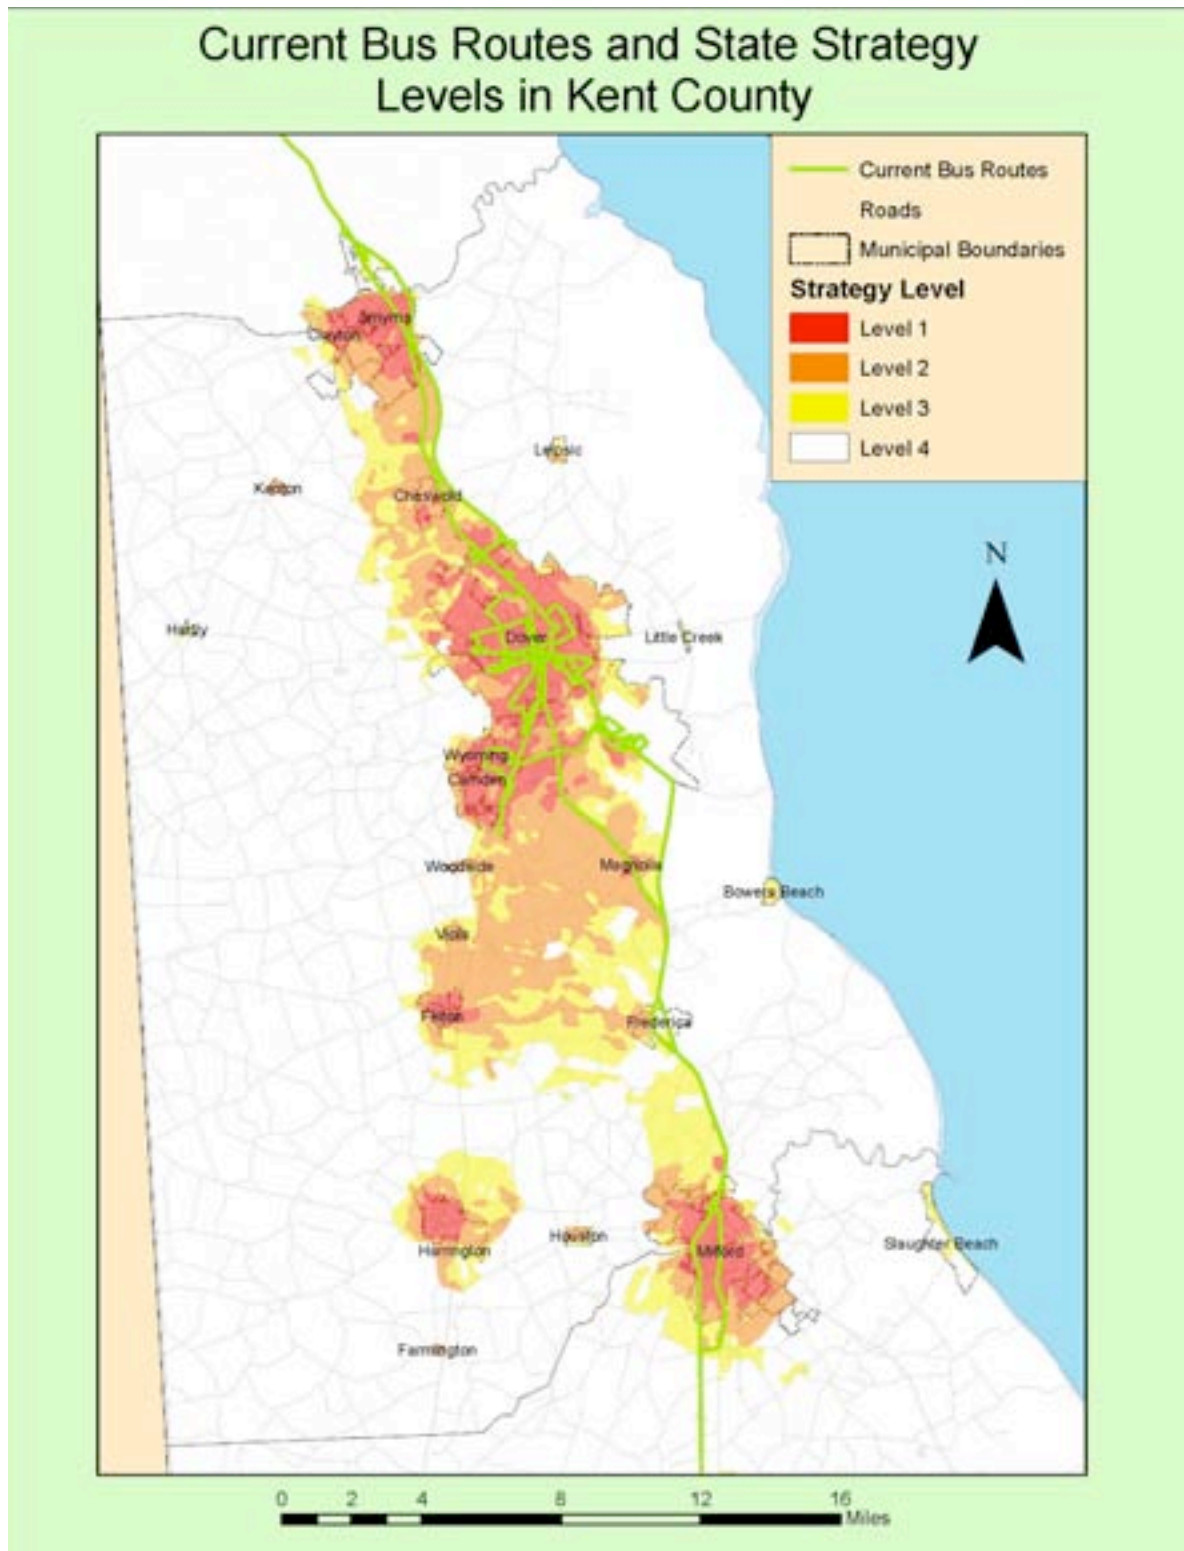 Current Bus Routes and State Strategy
Levels in Kent County
Current Bus Routes
Roads
Municipal Boundaries
Strategy Level
Level 1
Level 2
Level 3
Level 4
N
Smyrna
Clayton
Leipsic
Kenton
Cheswold
Hartly
Dover
Little Creek
Wyoming
Camden
Woodside
Magnolia
Bowers Beach
Viola
Felton
Frederica
Harrington
Houston
Milford
Slaughter Beach
Farmington
0 2 4 8 12 16
Miles